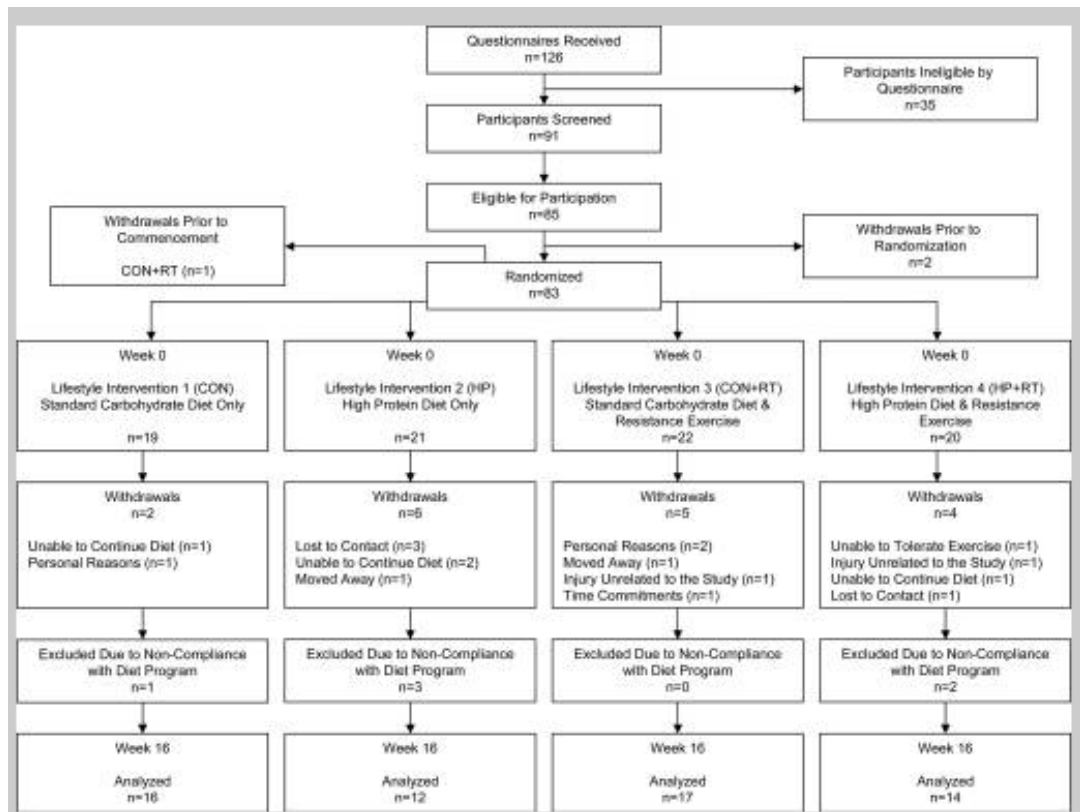 Questionnaires Received
n=126
Participants Ineligible by
Questionnaire
n=35
Participants Screened
n=91
Eligible for Participation
n=85
Withdrawals Prior to
Commencement
CON+RT (n=1)
Withdrawals Prior to
Randomization
n=2
Randomized
n=83
Week 0
Lifestyle Intervention 1 (CON)
Standard Carbohydrate Diet Only
n=19
Week 0
Lifestyle Intervention 2 (HP)
High Protein Diet Only
n=21
Week 0
Lifestyle Intervention 3 (CON+RT)
Standard Carbohydrate Diet &
Resistance Exercise
n=22
Week 0
Lifestyle Intervention 4 (HP+RT)
High Protein Diet & Resistance
Exercise
n=20
Withdrawals
n=2
Unable to Continue Diet (n=1)
Personal Reasons (n=1)
Withdrawals
n=6
Lost to Contact (n=3)
Unable to Continue Diet (n=2)
Moved Away (n=1)
Withdrawals
n=5
Personal Reasons (n=2)
Moved Away (n=1)
Injury Unrelated to the Study (n=1)
Time Commitments (n=1)
Withdrawals
n=4
Unable to Tolerate Exercise (n=1)
Injury Unrelated to the Study (n=1)
Unable to Continue Diet (n=1)
Lost to Contact (n=1)
Excluded Due to Non-Compliance
with Diet Program
n=1
Excluded Due to Non-Compliance
with Diet Program
n=3
Excluded Due to Non-Compliance
with Diet Program
n=0
Excluded Due to Non-Compliance
with Diet Program
n=2
Week 16
Analyzed
n=16
Week 16
Analyzed
n=12
Week 16
Analyzed
n=17
Week 16
Analyzed
n=14